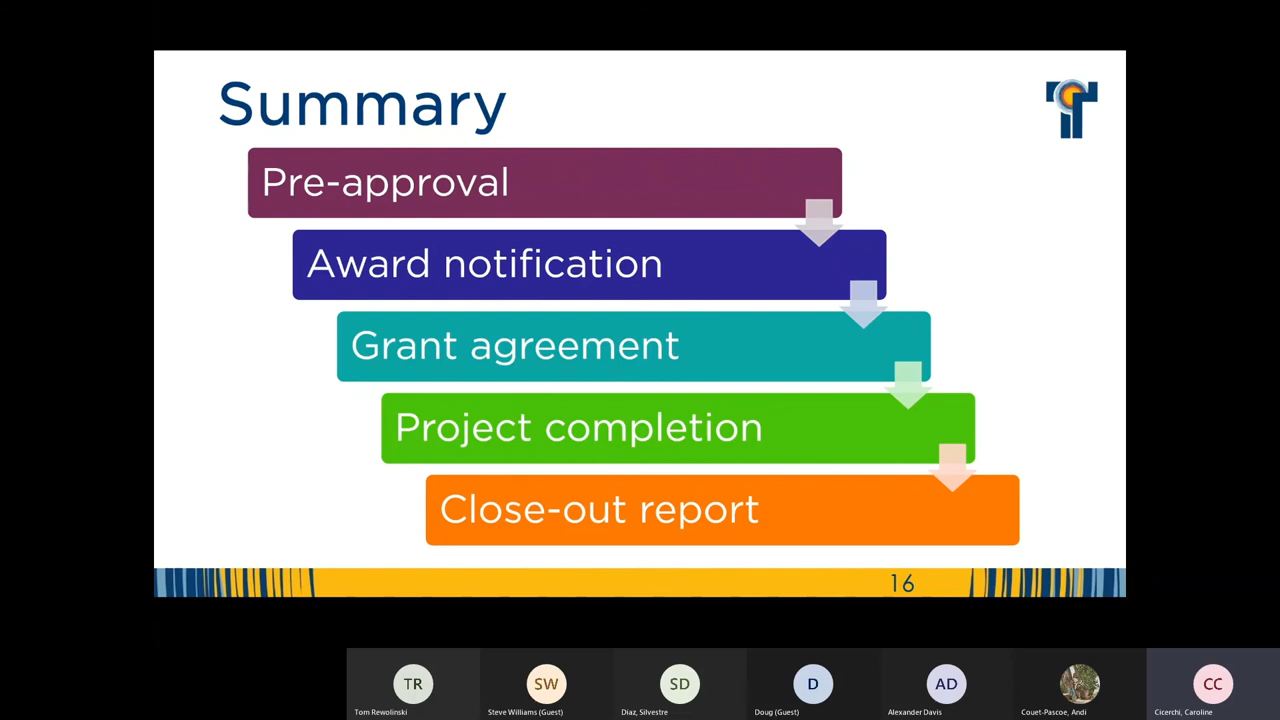 Summary
Pre-approval
Award notification
Grant agreement
Project completion
Close-out report
16
TR
SW
SD
D
AD
CC
Tom Rewolinski
Steve Williams (Guest)
Diaz, Silvestre
Doug (Guest)
Alexander Davis
Couet-Pascoe, Andi
Cicerchi, Caroline